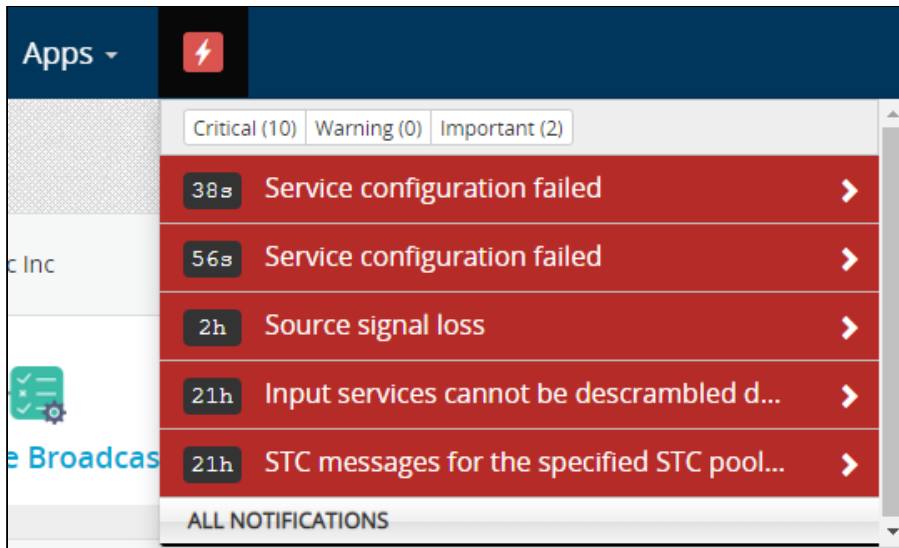 Apps
Critical (10) Warning (0) Important (2)
38s Service configuration failed
56s Service configuration failed
c Inc
2h Source signal loss
21h Input services cannot be descrambled d...
e Broadcas
21h STC messages for the specified STC pool...
ALL NOTIFICATIONS